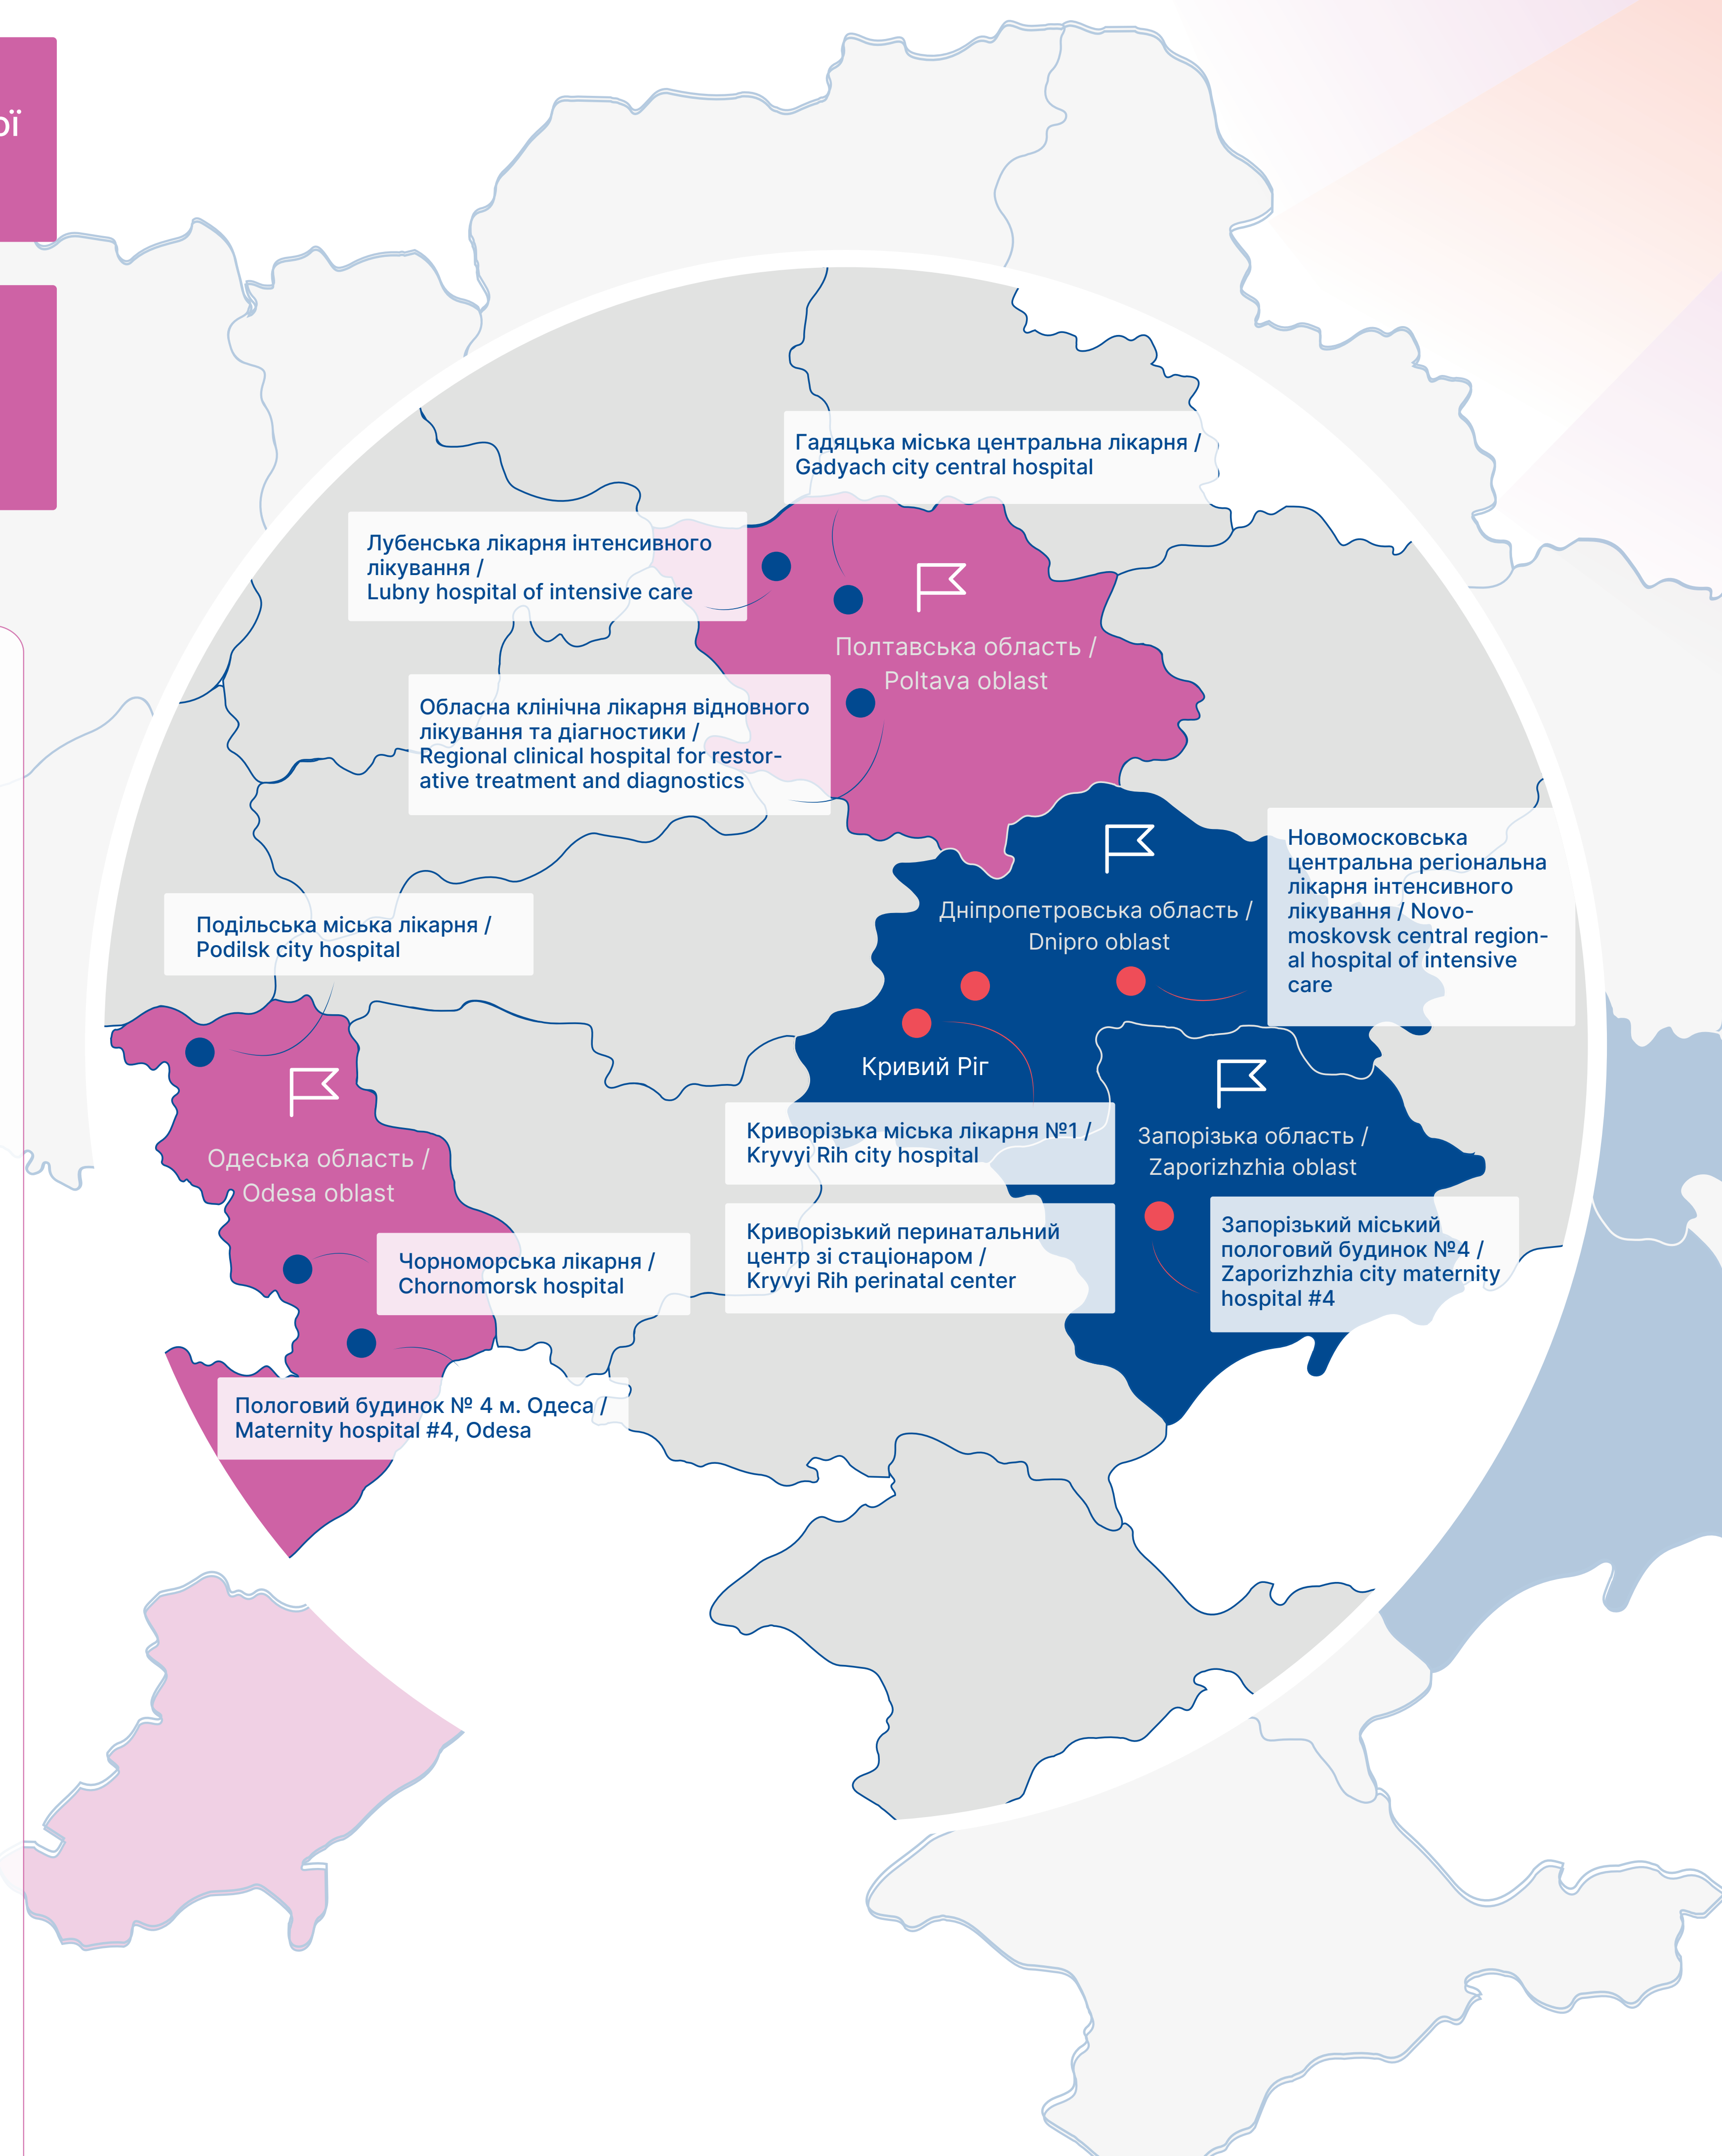 Гадяцька міська центральна лікарня /
Gadyach city central hospital
Лубенська лікарня інтенсивного
лікування /
Lubny hospital of intensive care
Полтавська область /
Poltava oblast
Обласна клінічна лікарня відновного
лікування та діагностики /
Regional clinical hospital for restor-
ative treatment and diagnostics
Новомосковська
центральна регіональна
лікарня інтенсивного
лікування / Novo-
moskovsk central region-
al hospital of intensive
care
Дніпропетровська область /
Dnipro oblast
Подільська міська лікарня /
Podilsk city hospital
Кривий Ріг
Криворізька міська лікарня №1 /
Kryvyi Rih city hospital
Запорізька область /
Zaporizhzhia oblast
Одеська область /
Odesa oblast
Криворізький перинатальний
центр зі стаціонаром /
Kryvyi Rih perinatal center
Запорізький міський
пологовий будинок №4 /
Zaporizhzhia city maternity
hospital #4
Чорноморська лікарня /
Chornomorsk hospital
Пологовий будинок № 4 м. Одеса /
Maternity hospital #4, Odesa